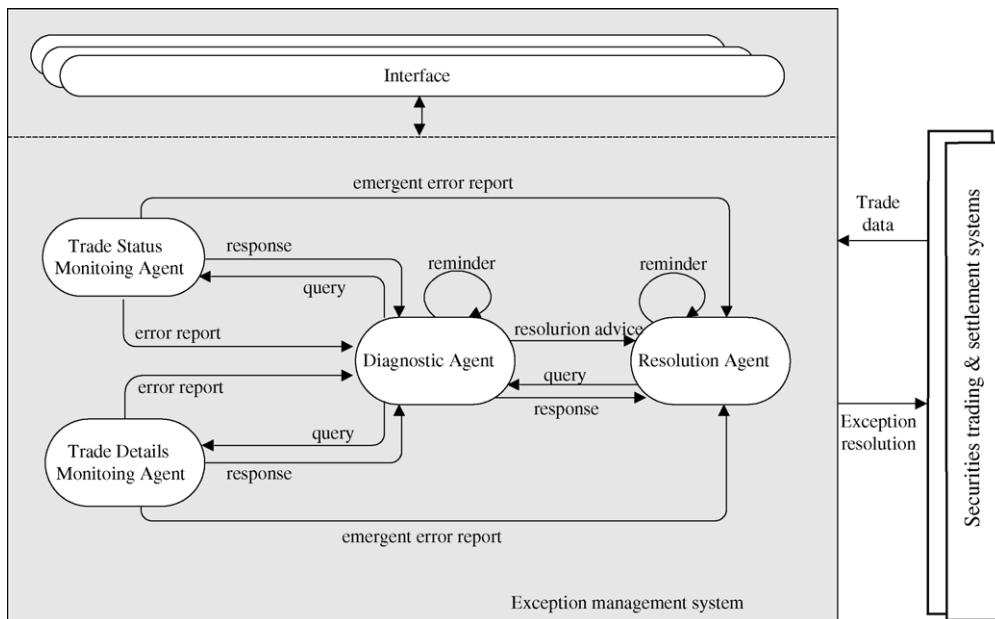 Interface
emergent error report
Trade Status
Monitoing Agent
response
query
error report
reminder
reminder
Diagnostic Agent
resolurion advice
Resolution Agent
query
response
error report
query
Trade Details
Monitoing Agent
response
emergent error report
Exception management system
Trade
data
Exception
resolution
Securities trading & settlement systems